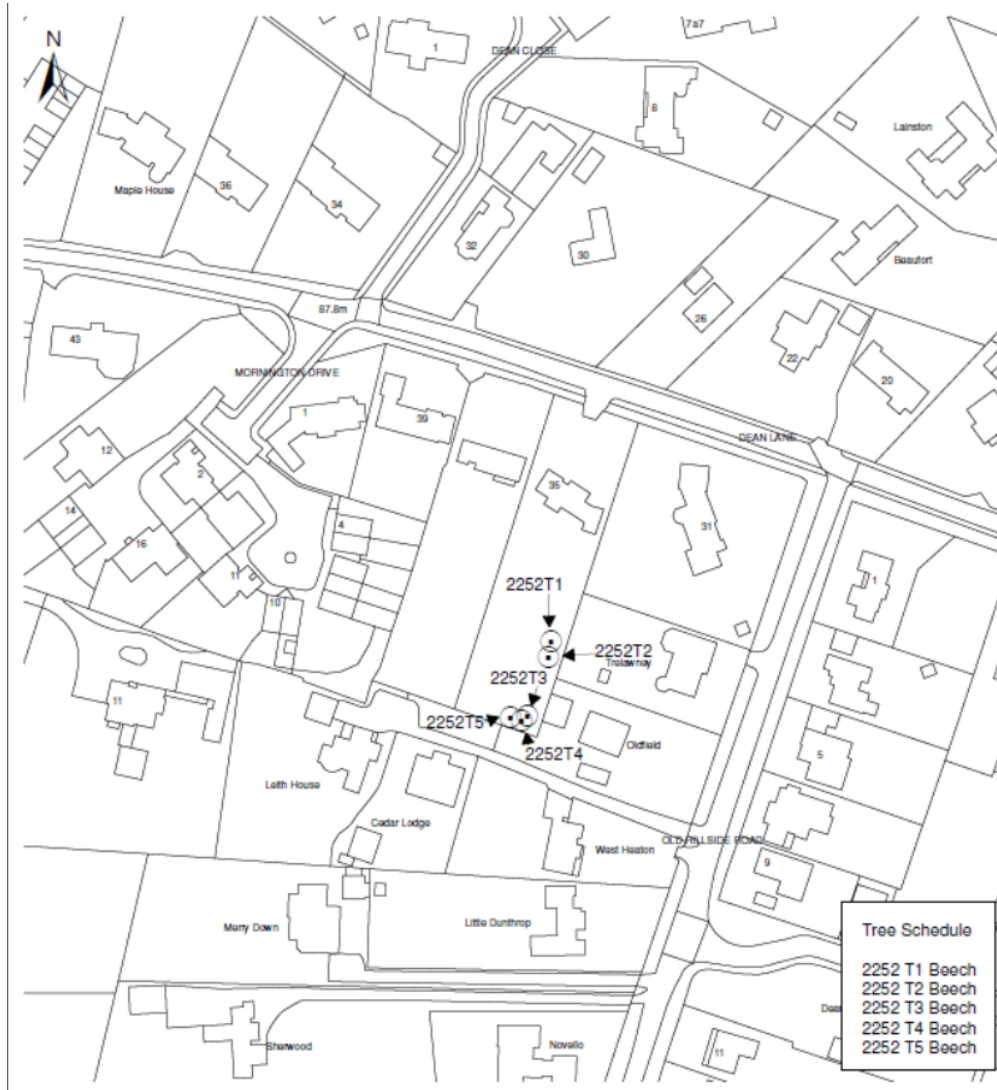 N
1
DEAN CLOSE
7a7
8
Lainston
Maple House
36
34
32
30
Beaufort
26
87.8m
22
43
MORNINGTON DRIVE
20
1
39
DEAN LANE
12
2
35
14
4
31
16
11
1
10
2252T1
2252T2
Trelawney
2252T3
11
2252T5
Oldfield
2252T4
5
Leith House
Cedar Lodge
West Heaton
OLD HILLSIDE ROAD
9
Merry Down
Little Dunthrop
Tree Schedule
2252 T1 Beech
2252 T2 Beech
2252 T3 Beech
2252 T4 Beech
2252 T5 Beech
Sherwood
Novello
11